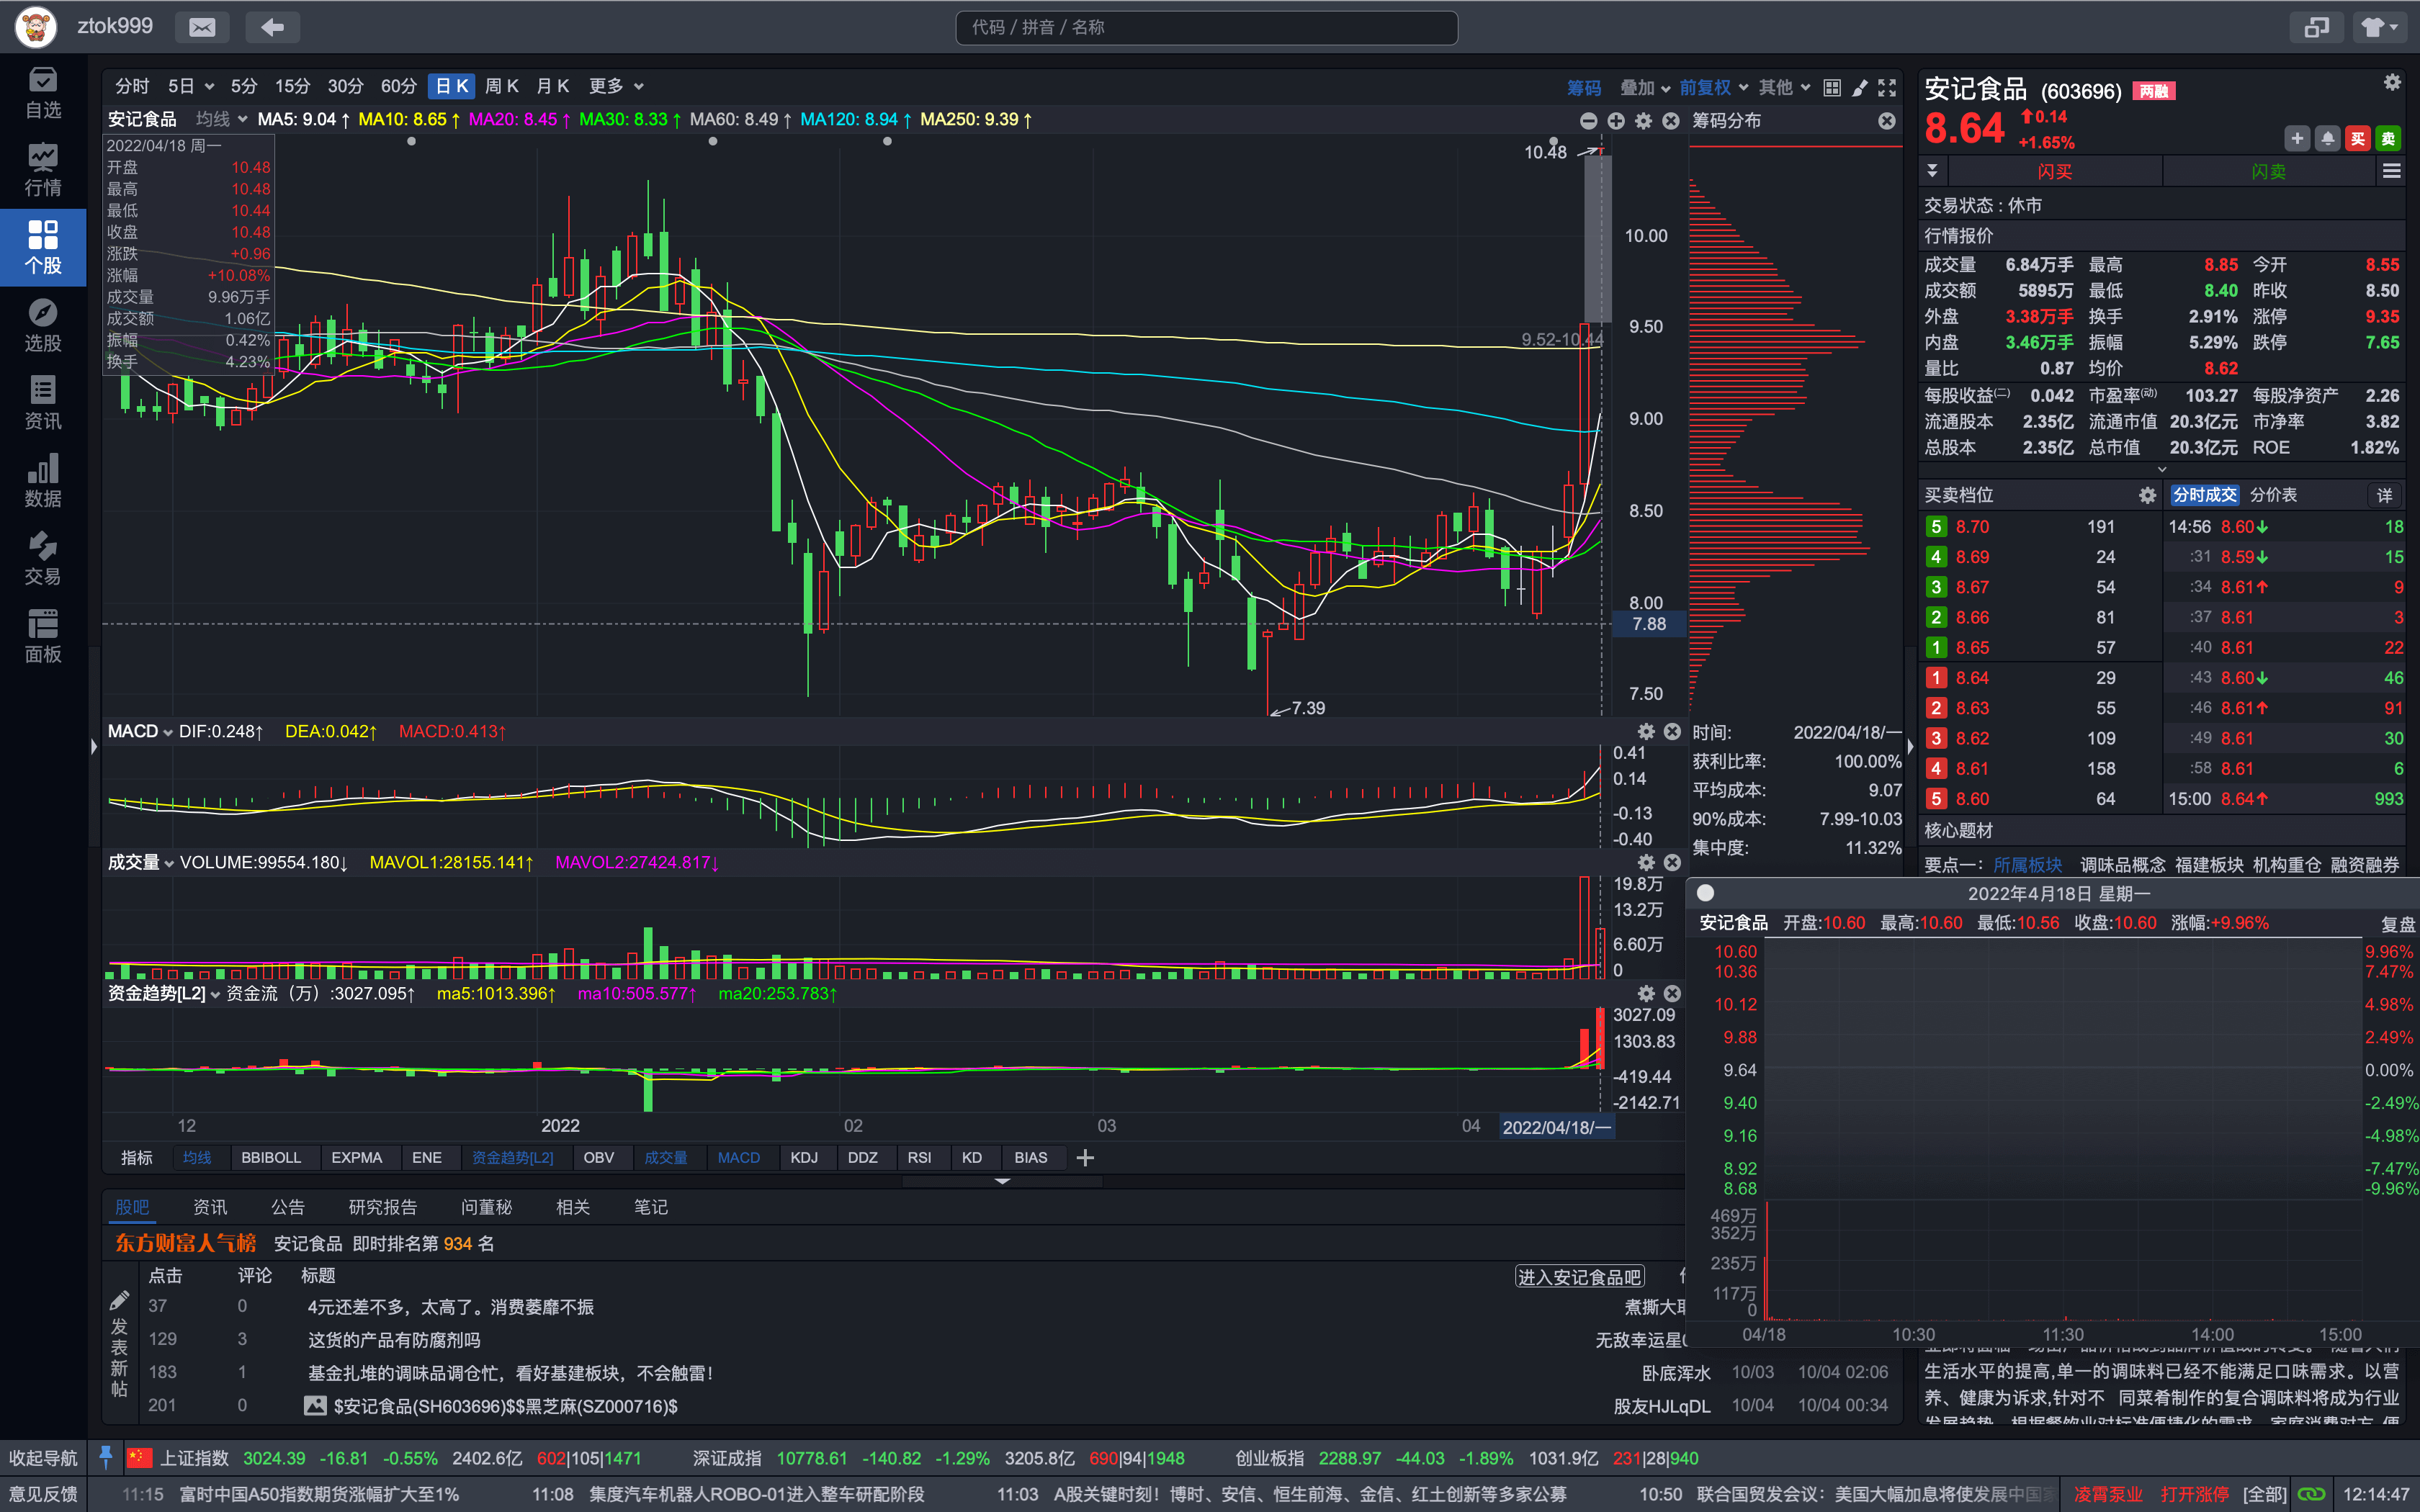 ztok999
代码 / 拼音 / 名称
自选
行情
个股
选股
资讯
数据
交易
面板
分时 5日 5分 15分 30分 60分 日K 周K 月K 更多
筹码 叠加 前复权 其他
安记食品 均线 MA5: 9.04↑ MA10: 8.65↑ MA20: 8.45↑ MA30: 8.33↑ MA60: 8.49↑ MA120: 8.94↑ MA250: 9.39↑
筹码分布
2022/04/18 周一
开盘 10.48
最高 10.48
最低 10.44
收盘 10.48
涨跌 +0.96
涨幅 +10.08%
成交量 9.96万手
成交额 1.06亿
振幅 0.42%
换手 4.23%
10.48
9.52-10.44
7.39
10.00
9.50
9.00
8.50
8.00
7.88
7.50
MACD DIF:0.248↑ DEA:0.042↑ MACD:0.413↑
0.41
0.14
-0.13
-0.40
成交量 VOLUME:99554.180↓ MAVOL1:28155.141↑ MAVOL2:27424.817↓
19.8万
13.2万
6.60万
0
资金趋势[L2] 资金流（万）:3027.095↑ ma5:1013.396↑ ma10:505.577↑ ma20:253.783↑
3027.09
1303.83
-419.44
-2142.71
12 2022 02 03 04 2022/04/18/一
指标 均线 BBIBOLL EXPMA ENE 资金趋势[L2] OBV 成交量 MACD KDJ DDZ RSI KD BIAS
时间: 2022/04/18/一
获利比率: 100.00%
平均成本: 9.07
90%成本: 7.99-10.03
集中度: 11.32%
股吧 资讯 公告 研究报告 问董秘 相关 笔记
东方财富人气榜 安记食品 即时排名第 934 名
点击 评论 标题 进入安记食品吧
发表新帖
37 0 4元还差不多，太高了。消费萎靡不振
129 3 这货的产品有防腐剂吗 无敌幸运星
183 1 基金扎堆的调味品调仓忙，看好基建板块，不会触雷！ 卧底浑水 10/03 10/04 02:06
201 0 $安记食品(SH603696)$$黑芝麻(SZ000716)$ 股友HJLqDL 10/04 10/04 00:34
安记食品 (603696) 两融
8.64 0.14
+1.65%
买 卖
闪买 闪卖
交易状态 : 休市
行情报价
成交量 6.84万手 最高 8.85 今开 8.55
成交额 5895万 最低 8.40 昨收 8.50
外盘 3.38万手 换手 2.91% 涨停 9.35
内盘 3.46万手 振幅 5.29% 跌停 7.65
量比 0.87 均价 8.62
每股收益(二) 0.042 市盈率(动) 103.27 每股净资产 2.26
流通股本 2.35亿 流通市值 20.3亿元 市净率 3.82
总股本 2.35亿 总市值 20.3亿元 ROE 1.82%
买卖档位 分时成交 分价表 详
5 8.70 191 14:56 8.60↓ 18
4 8.69 24 :31 8.59↓ 15
3 8.67 54 :34 8.61↑ 9
2 8.66 81 :37 8.61 3
1 8.65 57 :40 8.61 22
1 8.64 29 :43 8.60↓ 46
2 8.63 55 :46 8.61↑ 91
3 8.62 109 :49 8.61 30
4 8.61 158 :58 8.61 6
5 8.60 64 15:00 8.64↑ 993
核心题材
要点一： 所属板块 调味品概念 福建板块 机构重仓 融资融券
2022年4月18日 星期一
安记食品 开盘:10.60 最高:10.60 最低:10.56 收盘:10.60 涨幅:+9.96% 复盘
10.60 9.96%
10.36 7.47%
10.12 4.98%
9.88 2.49%
9.64 0.00%
9.40 -2.49%
9.16 -4.98%
8.92 -7.47%
8.68 -9.96%
469万
352万
235万
117万
0
04/18 10:30 11:30 14:00 15:00
生活水平的提高,单一的调味料已经不能满足口味需求。以营
养、健康为诉求,针对不 同菜肴制作的复合调味料将成为行业
收起导航 上证指数 3024.39 -16.81 -0.55% 2402.6亿 602|105|1471 深证成指 10778.61 -140.82 -1.29% 3205.8亿 690|94|1948 创业板指 2288.97 -44.03 -1.89% 1031.9亿 231|28|940
意见反馈 11:15 富时中国A50指数期货涨幅扩大至1% 11:08 集度汽车机器人ROBO-01进入整车研配阶段 11:03 A股关键时刻！博时、安信、恒生前海、金信、红土创新等多家公募 10:50 联合国贸发会议：美国大幅加息将使发展中国家 凌霄泵业 打开涨停 [全部] 12:14:47